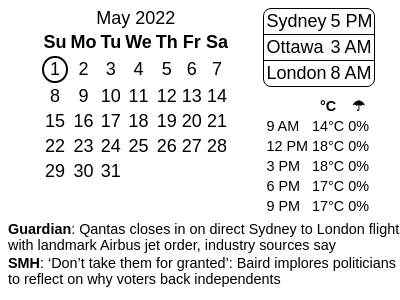 May 2022
Su Mo Tu We Th Fr Sa
1 2 3 4 5 6 7
8 9 10 11 12 13 14
15 16 17 18 19 20 21
22 23 24 25 26 27 28
29 30 31
Sydney 5 PM
Ottawa 3 AM
London 8 AM
°C ☂
9 AM 14°C 0%
12 PM 18°C 0%
3 PM 18°C 0%
6 PM 17°C 0%
9 PM 17°C 0%
Guardian: Qantas closes in on direct Sydney to London flight
with landmark Airbus jet order, industry sources say
SMH: ‘Don’t take them for granted’: Baird implores politicians
to reflect on why voters back independents